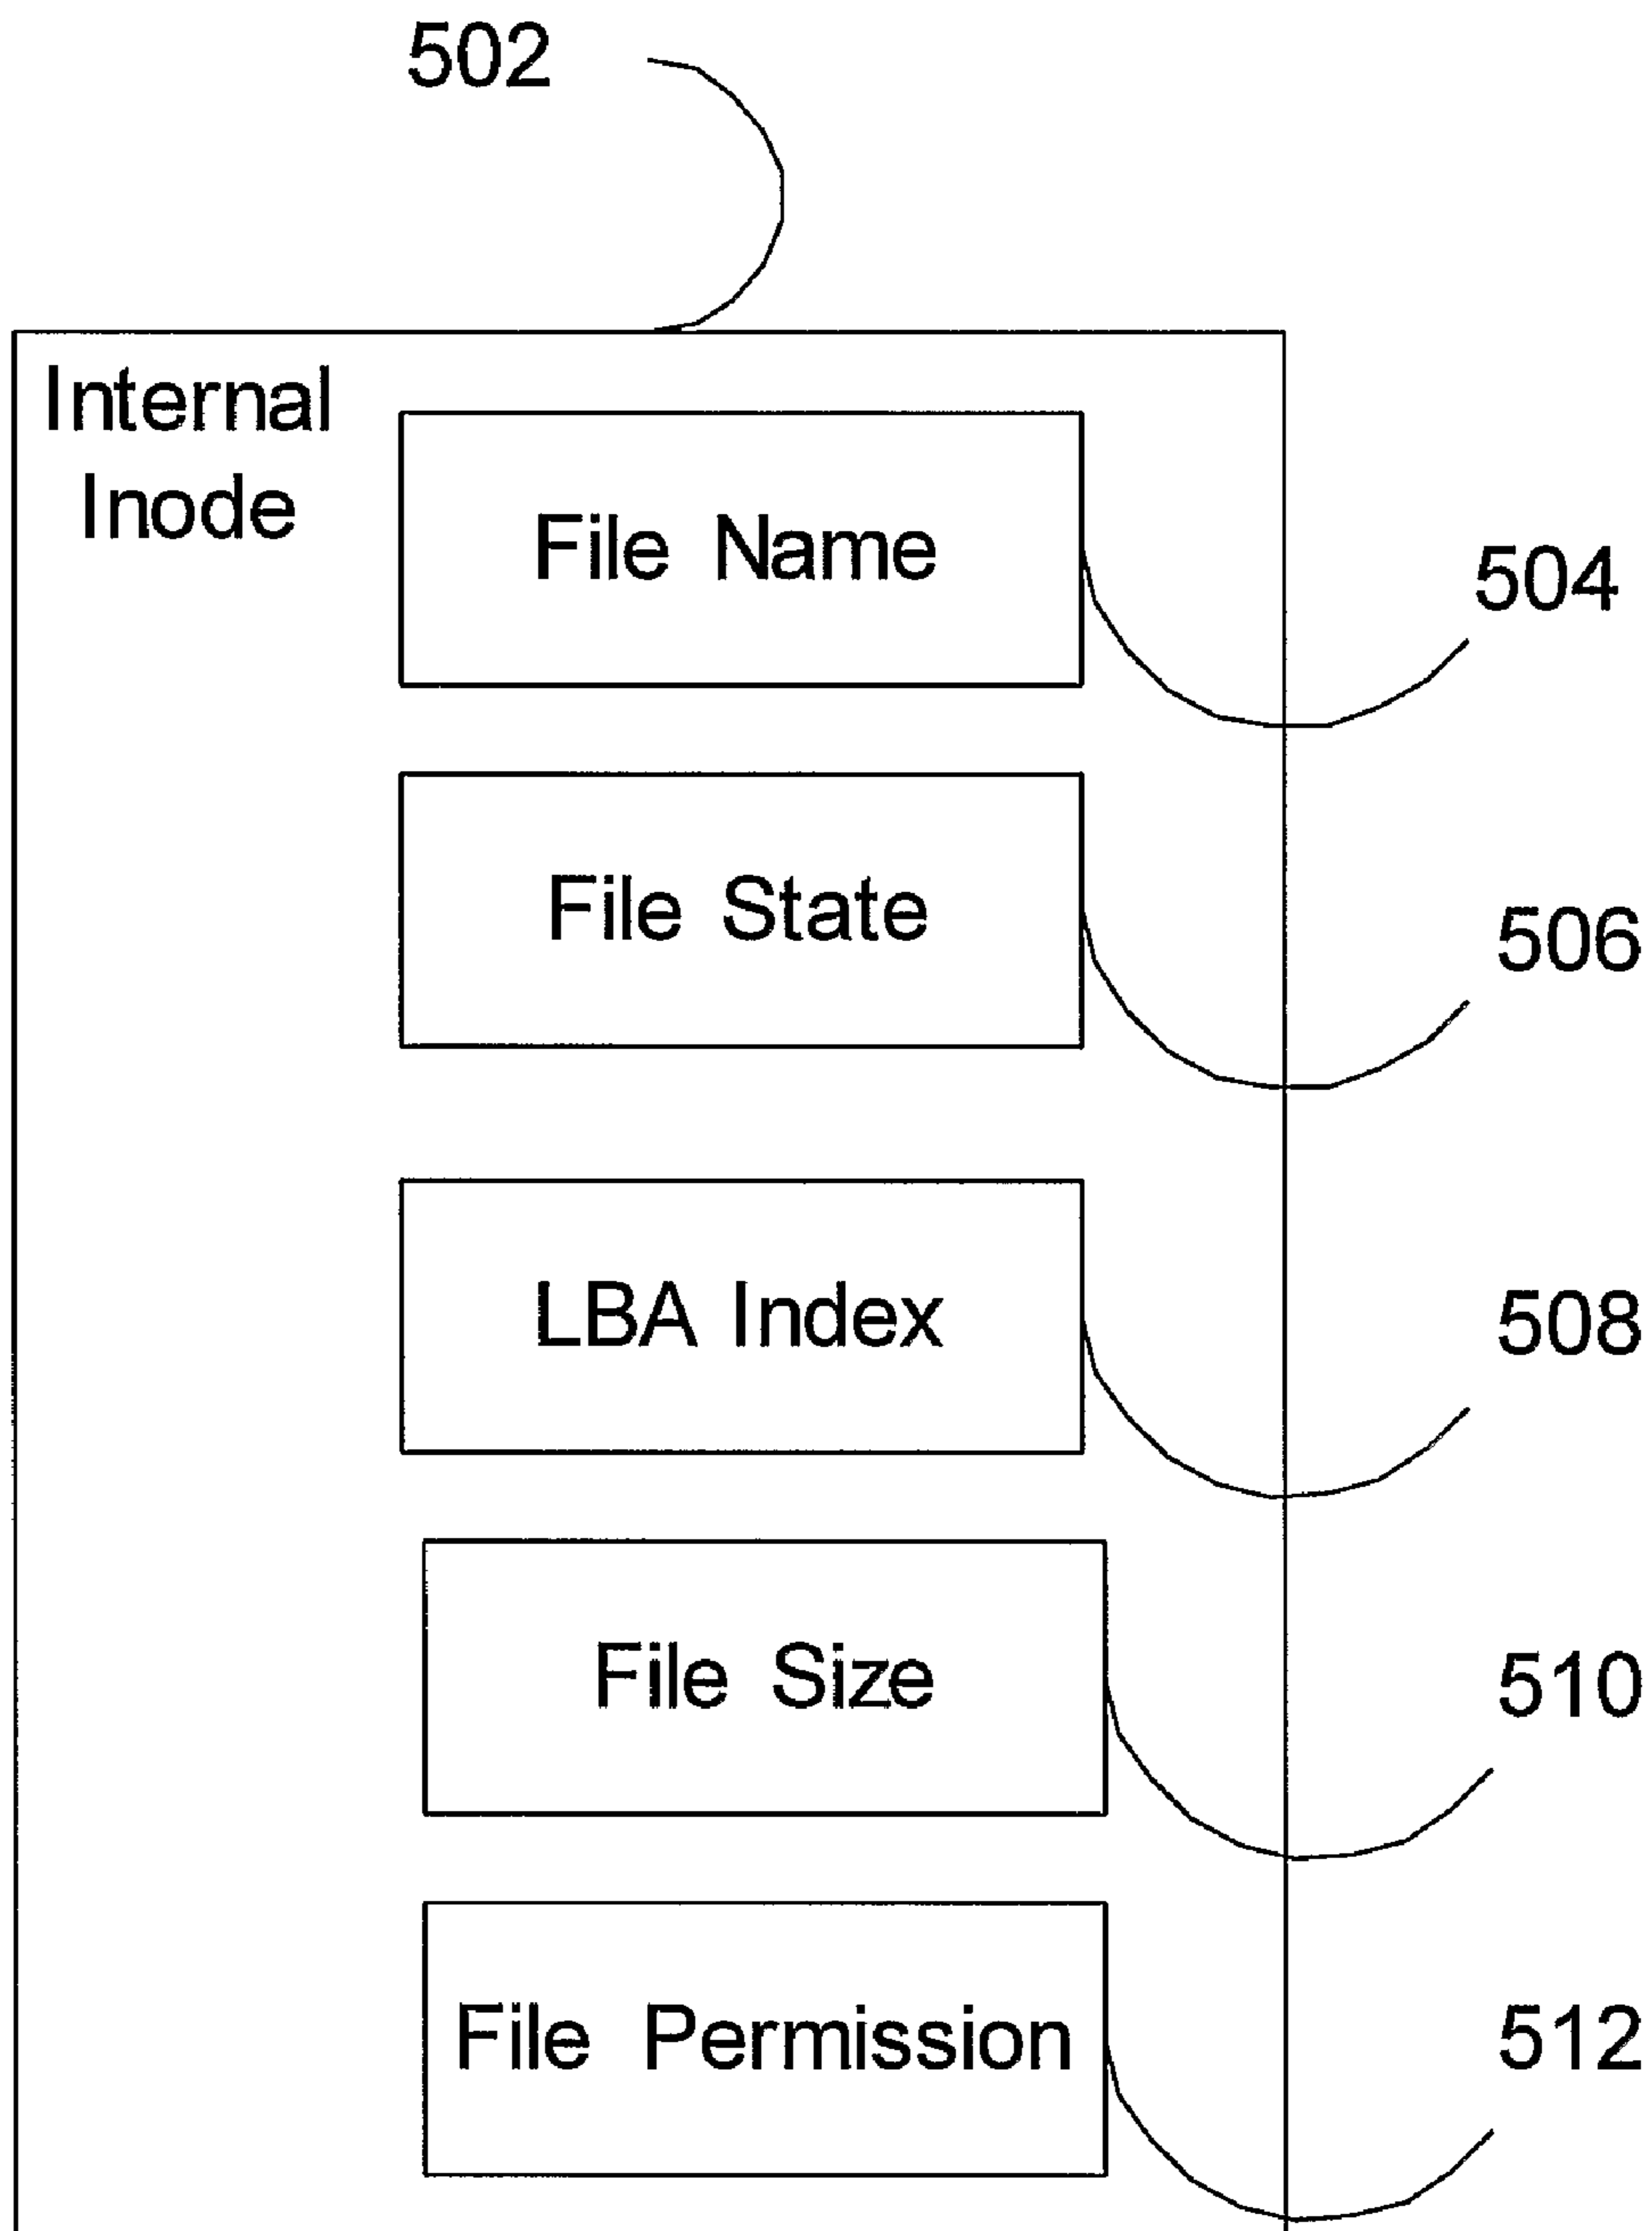 502
Internal
Inode
File Name
504
File State
506
LBA Index
508
File Size
510
File Permission
512